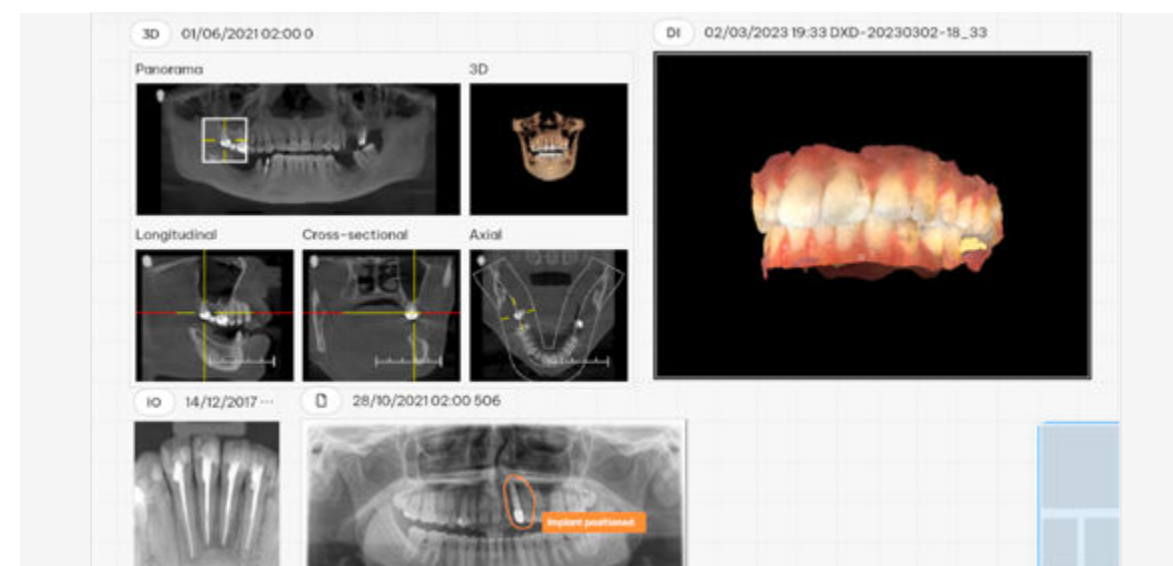 3D 01/06/2021 02:00 0
Panorama
3D
Longitudinal
Cross-sectional
Axial
DI 02/03/2023 19:33 DXD-20230302-18_33
IO 14/12/2017 ...
28/10/2021 02:00 506
Implant positioned